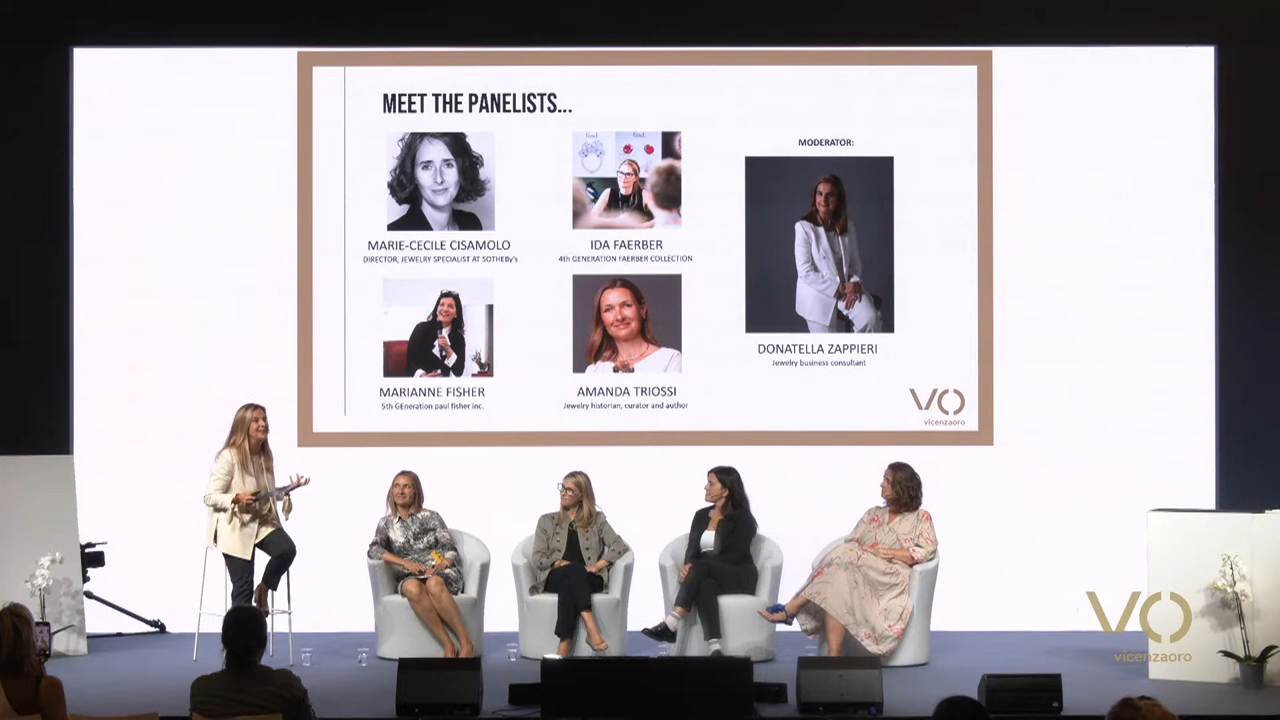 MEET THE PANELISTS...
MARIE-CECILE CISAMOLO
DIRECTOR, JEWELRY SPECIALIST AT SOTHEBy's
find.
find.
IDA FAERBER
4th GENERATION FAERBER COLLECTION
MARIANNE FISHER
5th GEneration paul fisher inc.
AMANDA TRIOSSI
Jewelry historian, curator and author
MODERATOR:
DONATELLA ZAPPIERI
Jewelry business consultant
VO
vicenzaoro
VO
vicenzaoro